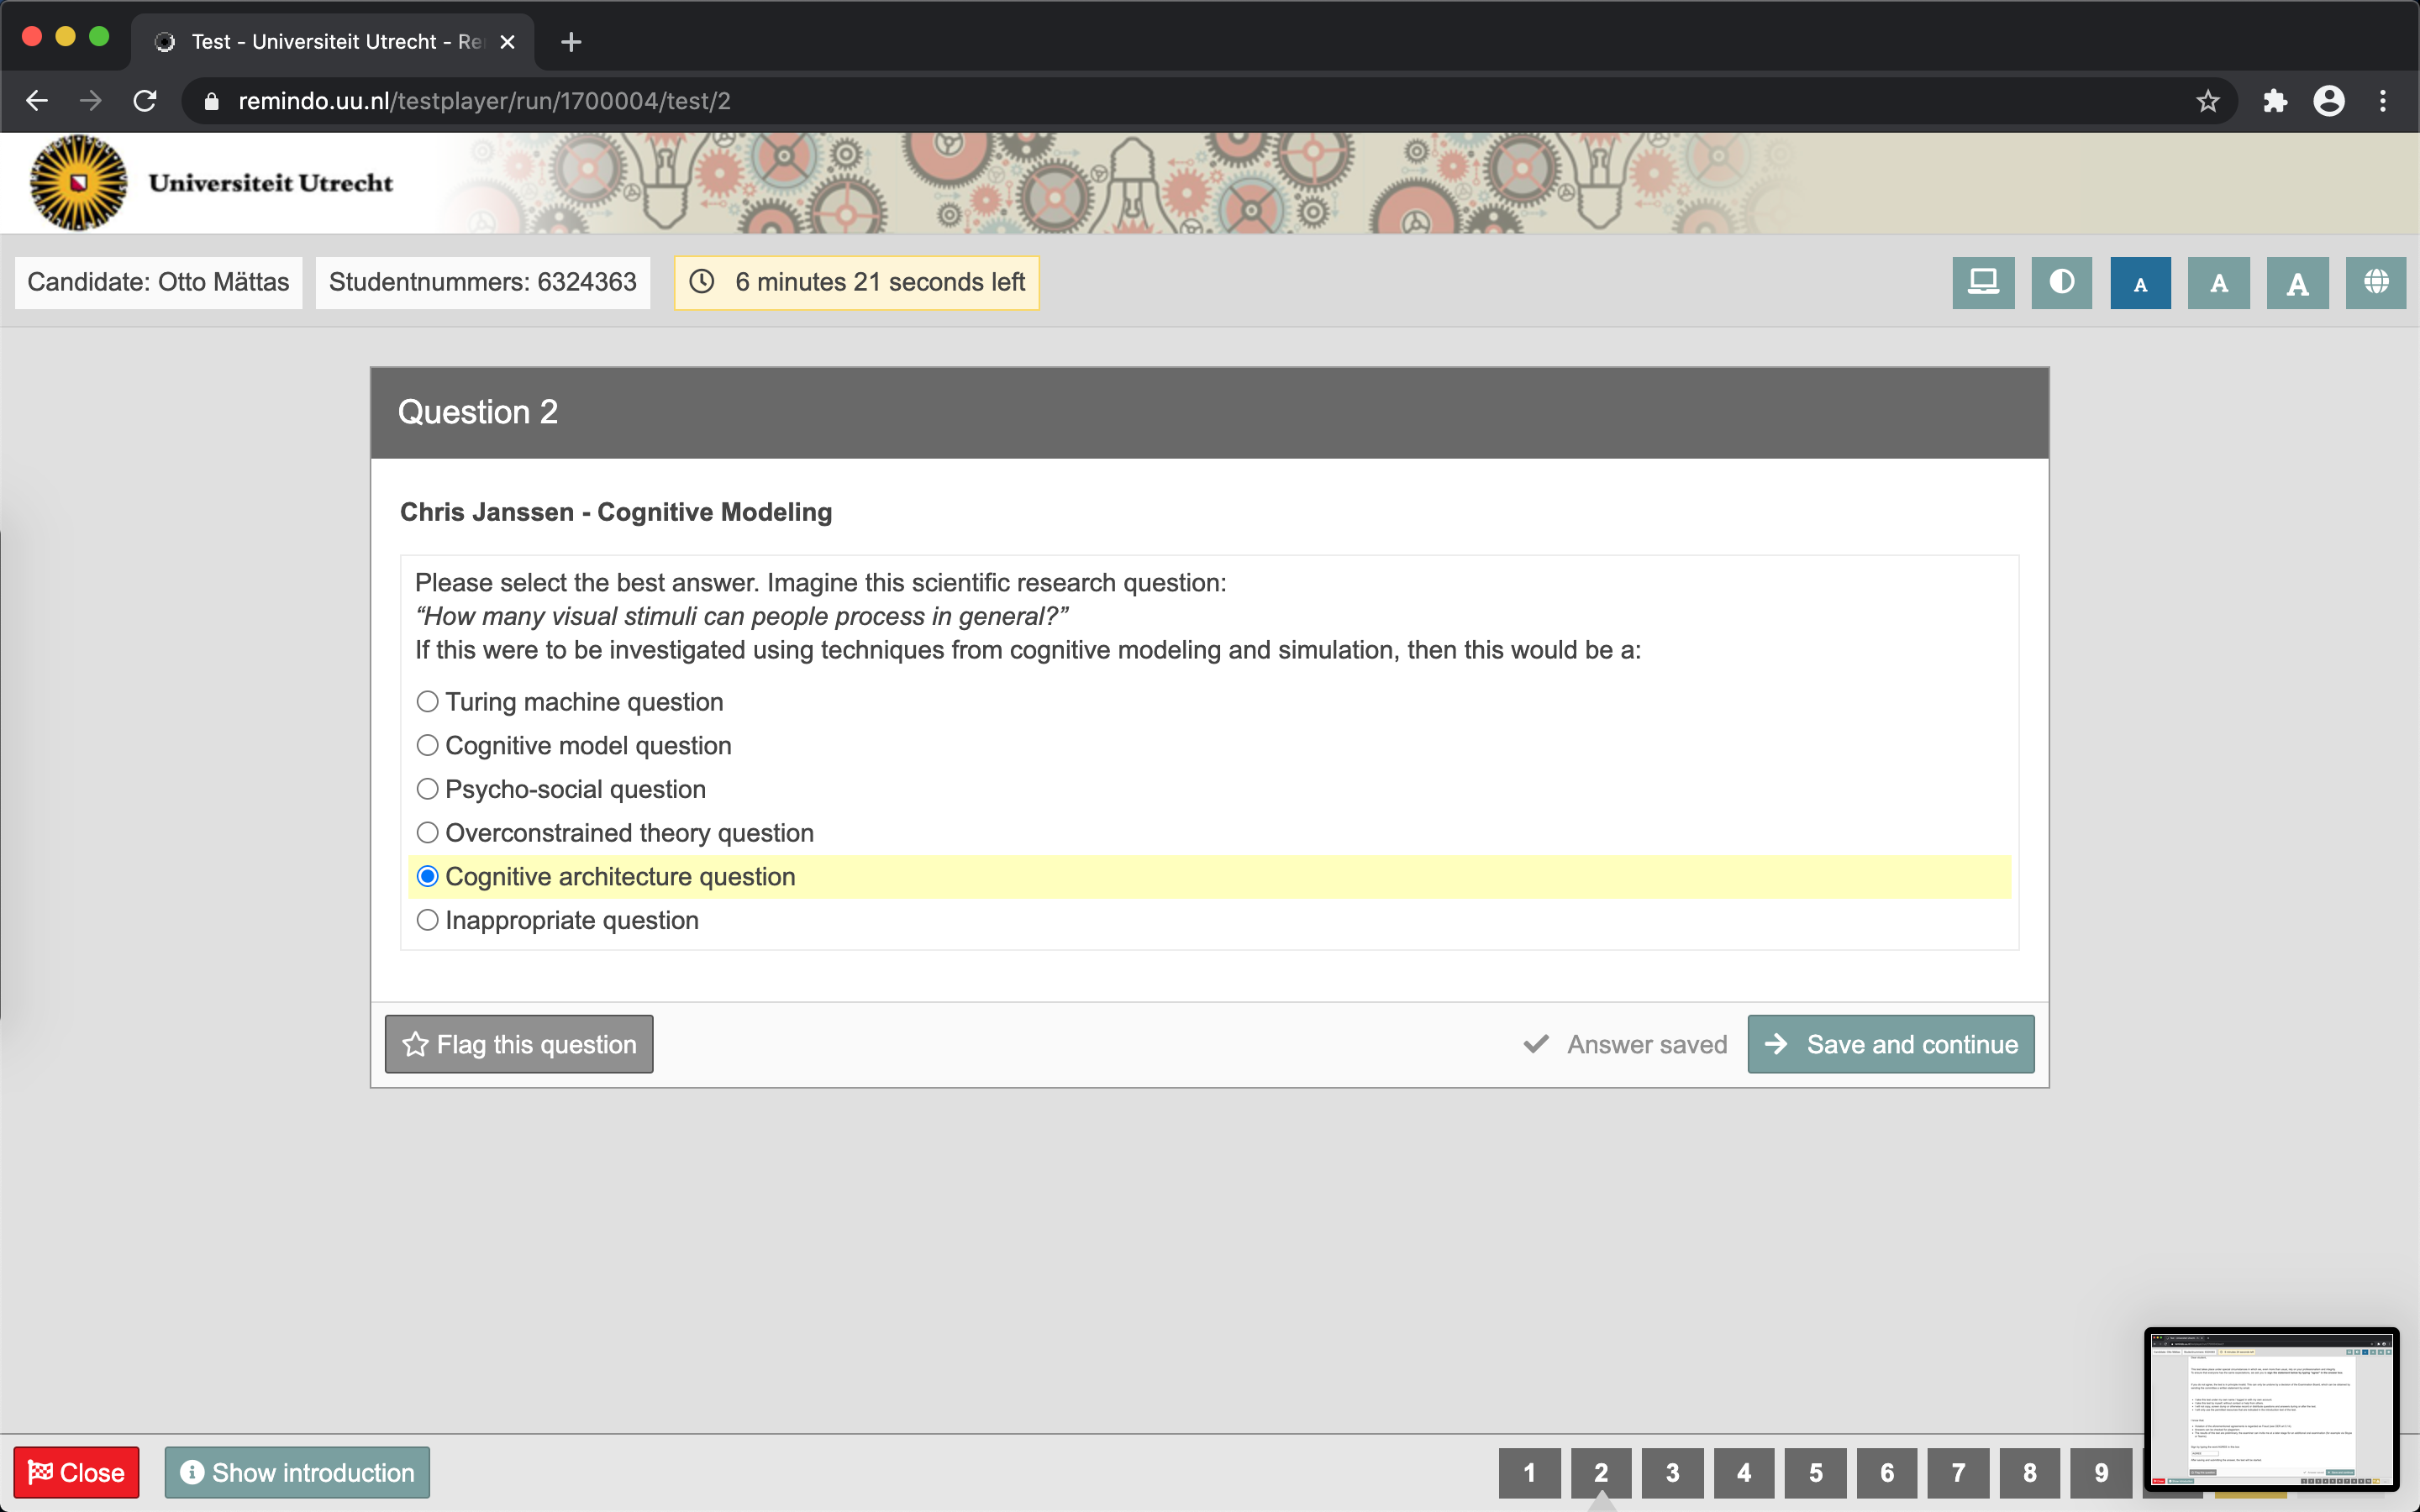 Test - Universiteit Utrecht - Re
remindo.uu.nl/testplayer/run/1700004/test/2
Universiteit Utrecht
Candidate: Otto Mättas
Studentnummers: 6324363
6 minutes 21 seconds left
A
A
A
Question 2
Chris Janssen - Cognitive Modeling
Please select the best answer. Imagine this scientific research question:
“How many visual stimuli can people process in general?”
If this were to be investigated using techniques from cognitive modeling and simulation, then this would be a:
Turing machine question
Cognitive model question
Psycho-social question
Overconstrained theory question
Cognitive architecture question
Inappropriate question
Flag this question
Answer saved
Save and continue
Close
Show introduction
1 2 3 4 5 6 7 8 9